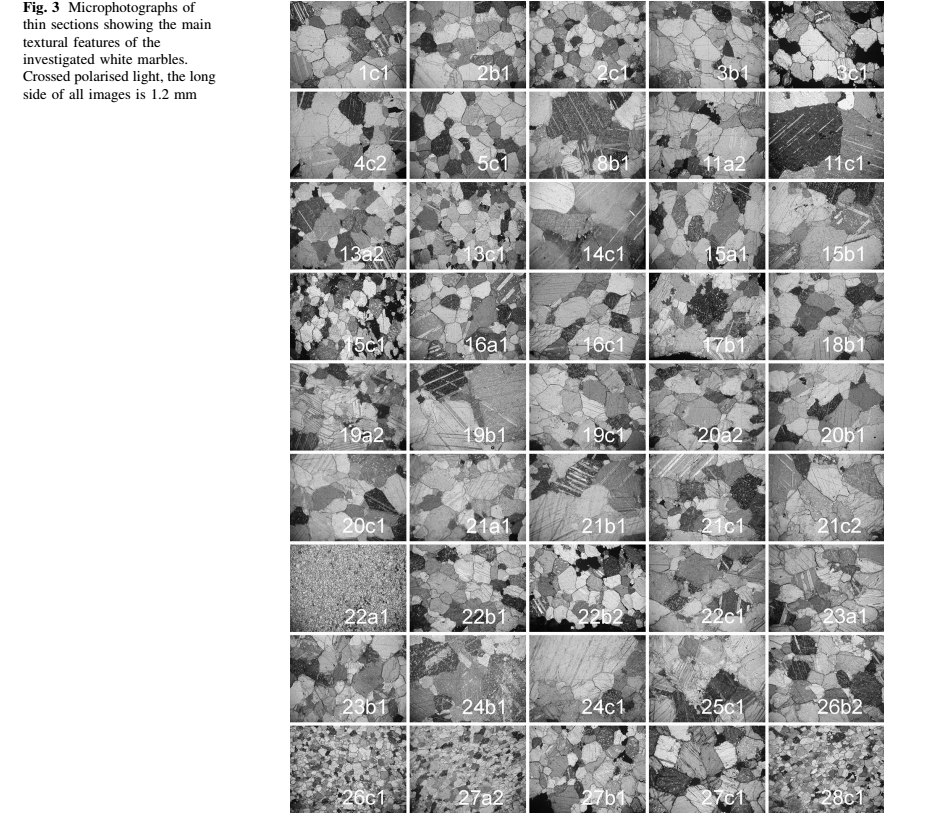 Fig. 3 Microphotographs of
thin sections showing the main
textural features of the
investigated white marbles.
Crossed polarised light, the long
side of all images is 1.2 mm
1c1 2b1 2c1 3b1 3c1
4c2 5c1 8b1 11a2 11c1
13a2 13c1 14c1 15a1 15b1
15c1 16a1 16c1 17b1 18b1
19a2 19b1 19c1 20a2 20b1
20c1 21a1 21b1 21c1 21c2
22a1 22b1 22b2 22c1 23a1
23b1 24b1 24c1 25c1 26b2
26c1 27a2 27b1 27c1 28c1